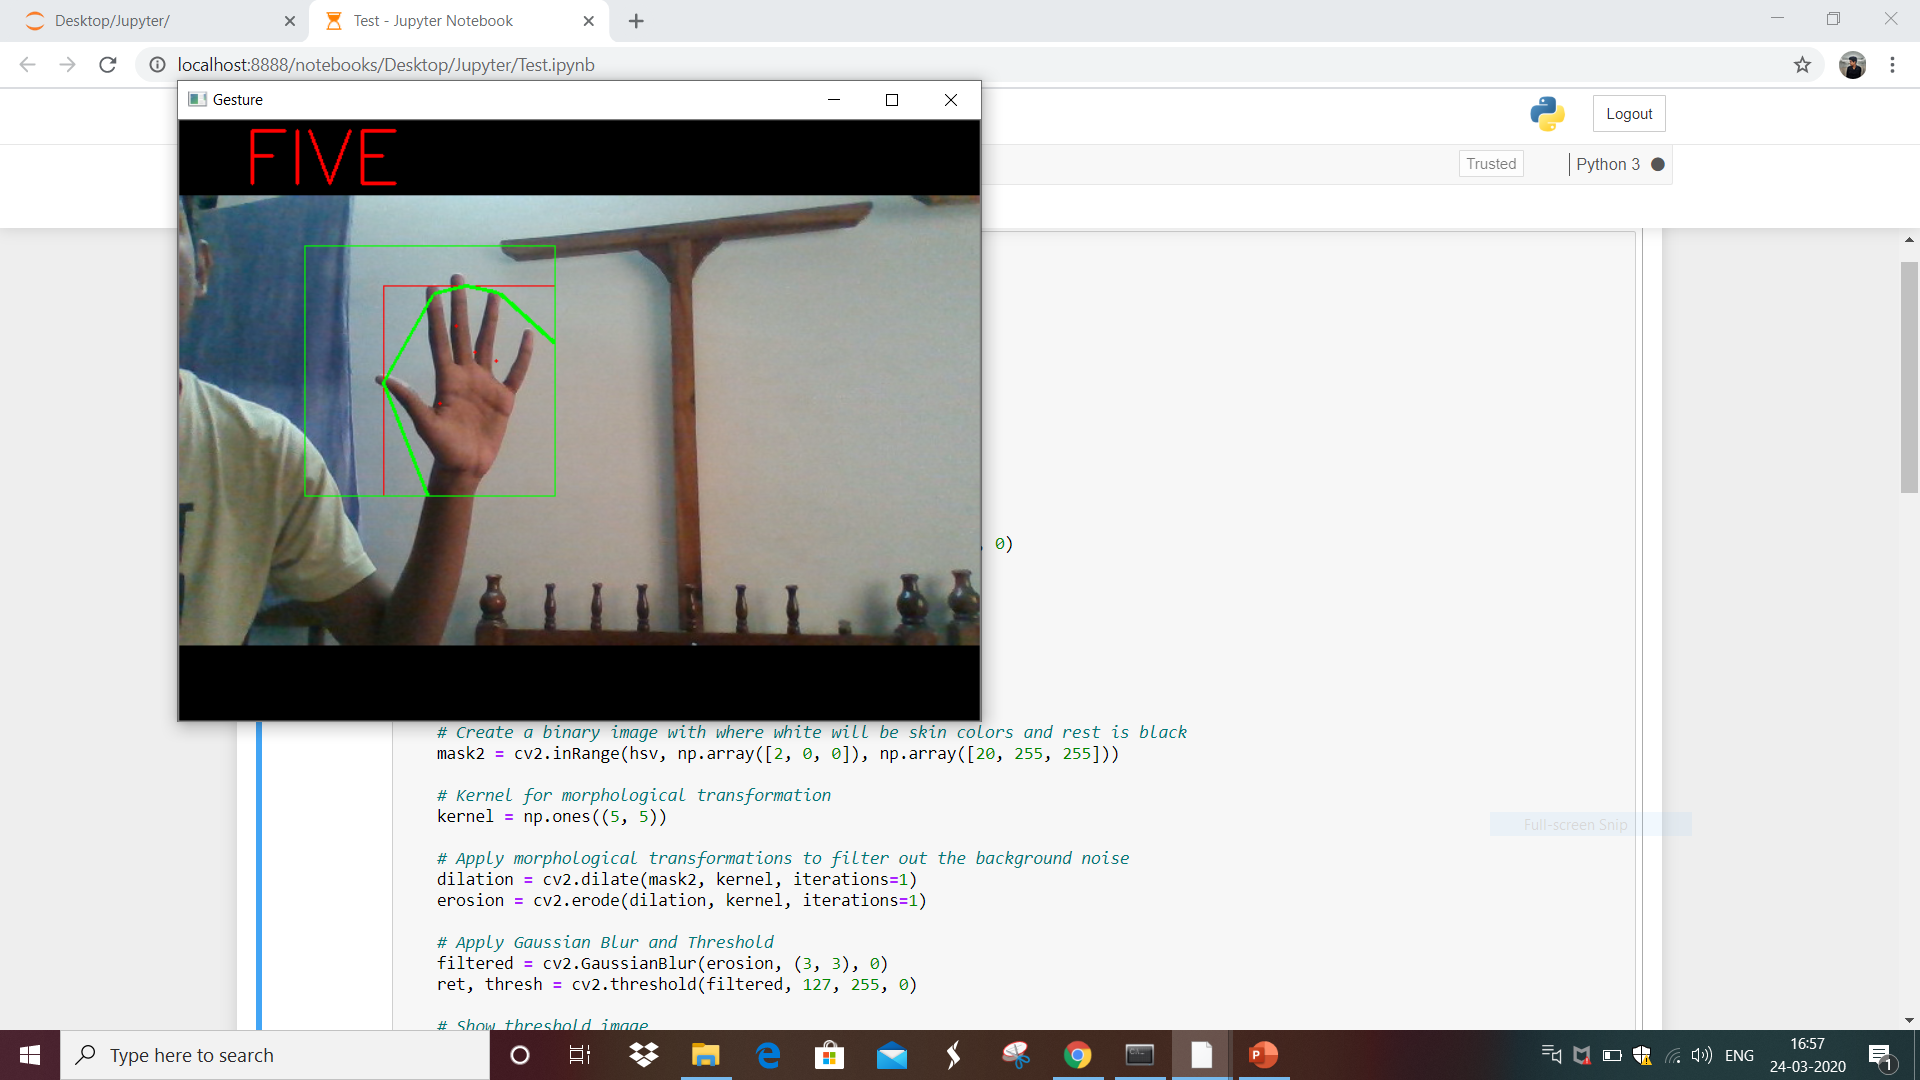 Desktop/Jupyter/
Test - Jupyter Notebook
localhost:8888/notebooks/Desktop/Jupyter/Test.ipynb
Gesture
FIVE
Logout
Trusted
Python 3
, 0)
# Create a binary image with where white will be skin colors and rest is black
mask2 = cv2.inRange(hsv, np.array([2, 0, 0]), np.array([20, 255, 255]))
# Kernel for morphological transformation
kernel = np.ones((5, 5))
Full-screen Snip
# Apply morphological transformations to filter out the background noise
dilation = cv2.dilate(mask2, kernel, iterations=1)
erosion = cv2.erode(dilation, kernel, iterations=1)
# Apply Gaussian Blur and Threshold
filtered = cv2.GaussianBlur(erosion, (3, 3), 0)
ret, thresh = cv2.threshold(filtered, 127, 255, 0)
# Show threshold image
Type here to search
ENG
16:57
24-03-2020
1